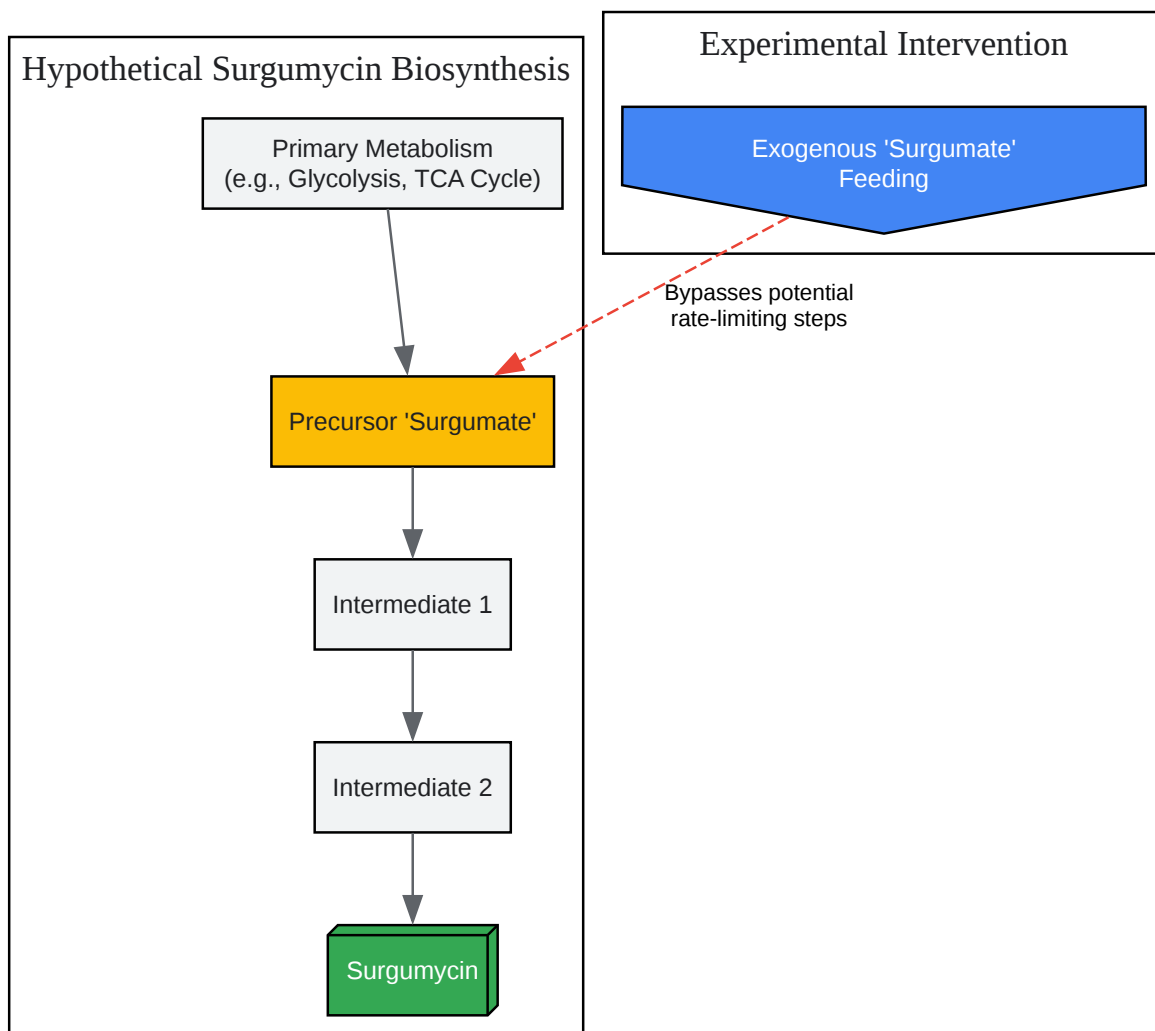 Hypothetical Surgumycin Biosynthesis
Primary Metabolism
(e.g., Glycolysis, TCA Cycle)
Experimental Intervention
Exogenous 'Surgumate'
Feeding
Bypasses potential
rate-limiting steps
Precursor 'Surgumate'
Intermediate 1
Intermediate 2
Surgumycin